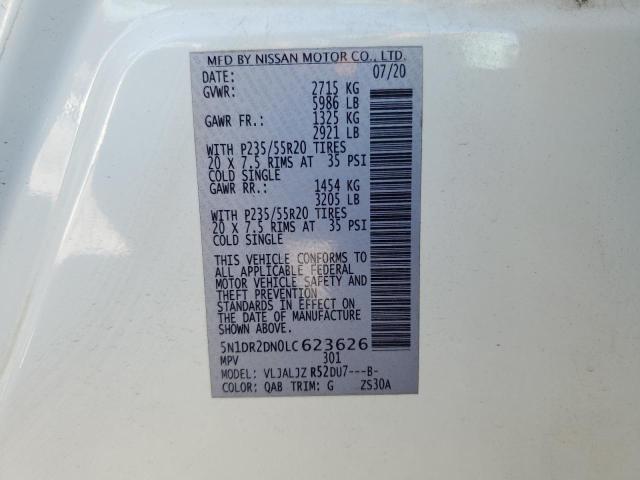 MFD BY NISSAN MOTOR CO., LTD.
DATE: 07/20
GVWR: 2715 KG
5986 LB
GAWR FR.: 1325 KG
2921 LB
WITH P235/55R20 TIRES
20 X 7.5 RIMS AT 35 PSI
COLD SINGLE
GAWR RR.: 1454 KG
3205 LB
WITH P235/55R20 TIRES
20 X 7.5 RIMS AT 35 PSI
COLD SINGLE
THIS VEHICLE CONFORMS TO
ALL APPLICABLE FEDERAL
MOTOR VEHICLE SAFETY AND
THEFT PREVENTION
STANDARDS IN EFFECT ON
THE DATE OF MANUFACTURE
SHOWN ABOVE.
5N1DR2DN0LC623626
MPV 301
MODEL: VLJALJZ R52DU7---B-
COLOR: QAB TRIM: G ZS30A